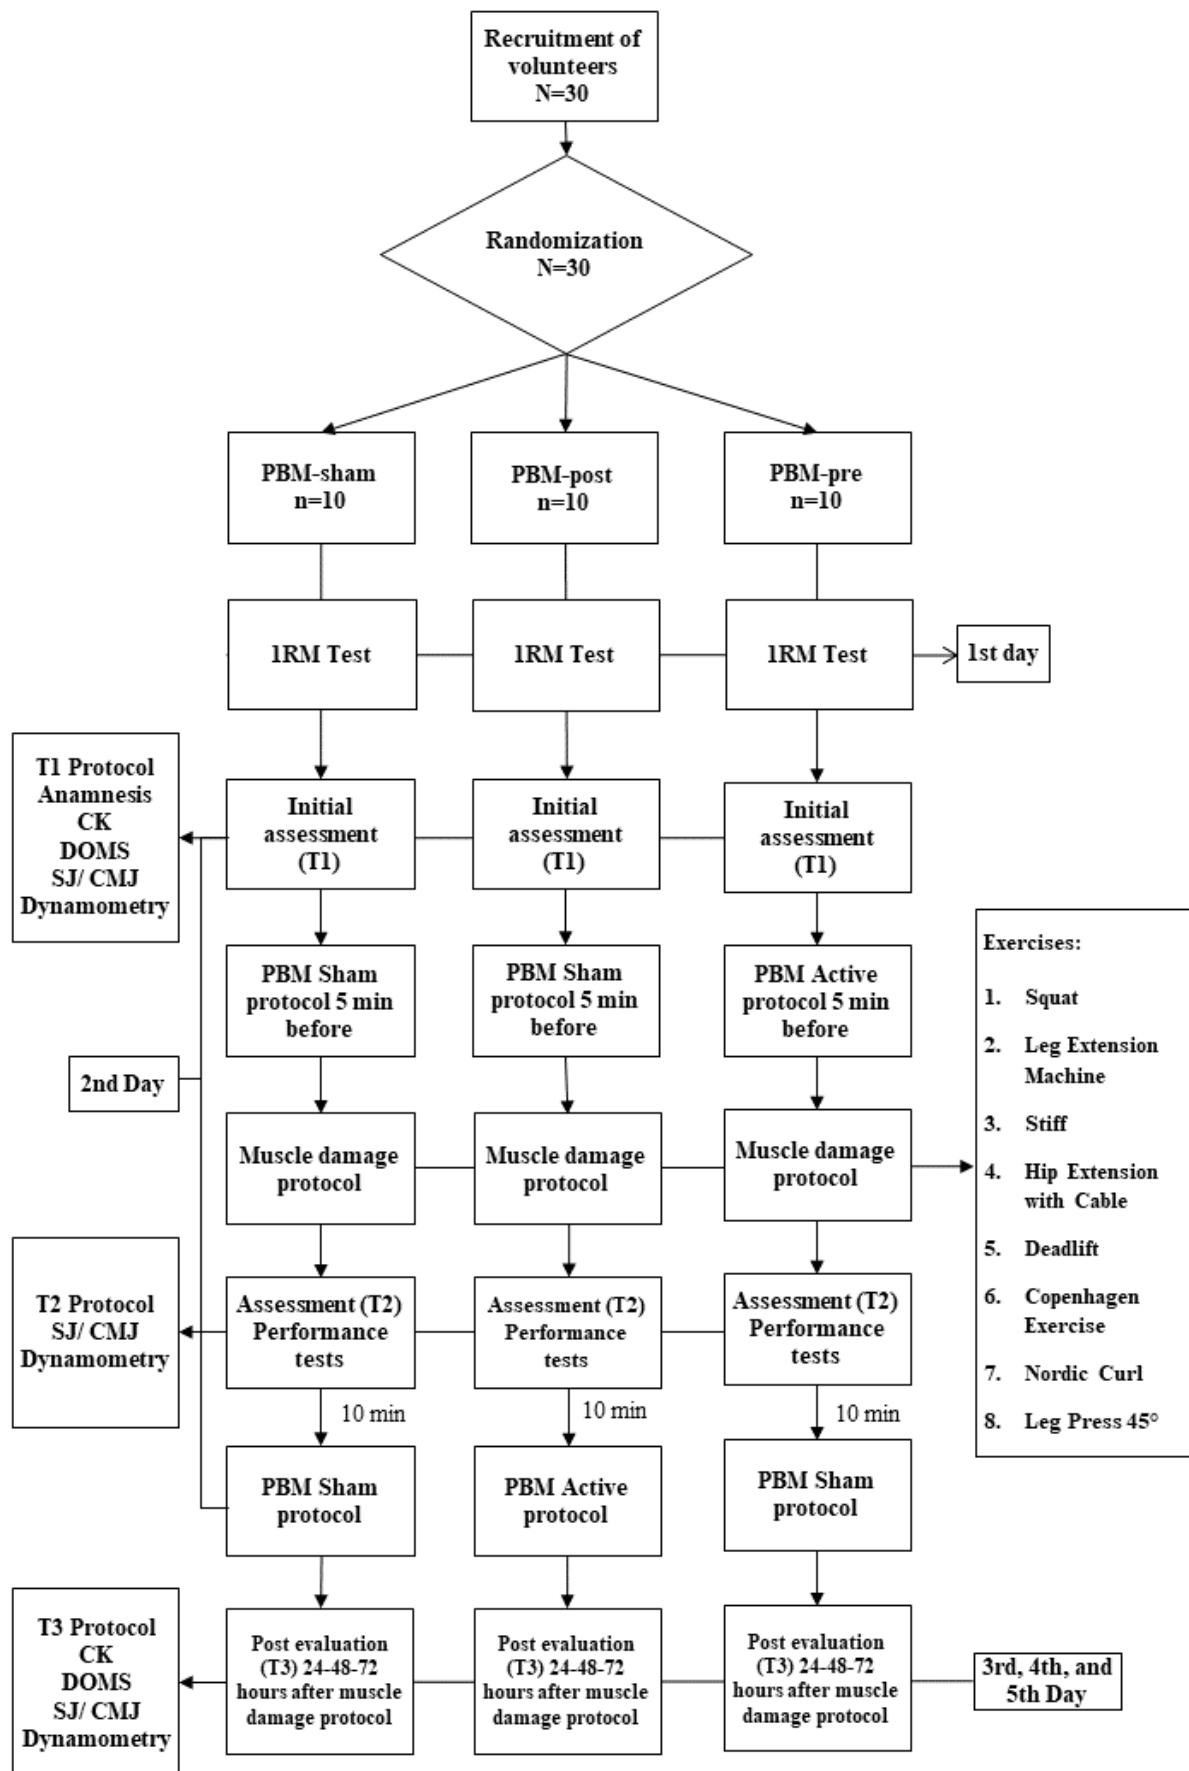 Recruitment of
volunteers
N=30
Randomization
N=30
PBM-sham
n=10
PBM-post
n=10
PBM-pre
n=10
1RM Test
1RM Test
1RM Test
1st day
T1 Protocol
Anamnesis
CK
DOMS
SJ/ CMJ
Dynamometry
Initial
assessment
(T1)
Initial
assessment
(T1)
Initial
assessment
(T1)
PBM Sham
protocol 5 min
before
PBM Sham
protocol 5 min
before
PBM Active
protocol 5 min
before
2nd Day
Muscle damage
protocol
Muscle damage
protocol
Muscle damage
protocol
Exercises:
1. Squat
2. Leg Extension
Machine
3. Stiff
4. Hip Extension
with Cable
5. Deadlift
6. Copenhagen
Exercise
7. Nordic Curl
8. Leg Press 45°
T2 Protocol
SJ/ CMJ
Dynamometry
Assessment (T2)
Performance
tests
Assessment (T2)
Performance
tests
Assessment (T2)
Performance
tests
10 min
10 min
10 min
PBM Sham
protocol
PBM Active
protocol
PBM Sham
protocol
T3 Protocol
CK
DOMS
SJ/ CMJ
Dynamometry
Post evaluation
(T3) 24-48-72
hours after muscle
damage protocol
Post evaluation
(T3) 24-48-72
hours after muscle
damage protocol
Post evaluation
(T3) 24-48-72
hours after muscle
damage protocol
3rd, 4th, and
5th Day